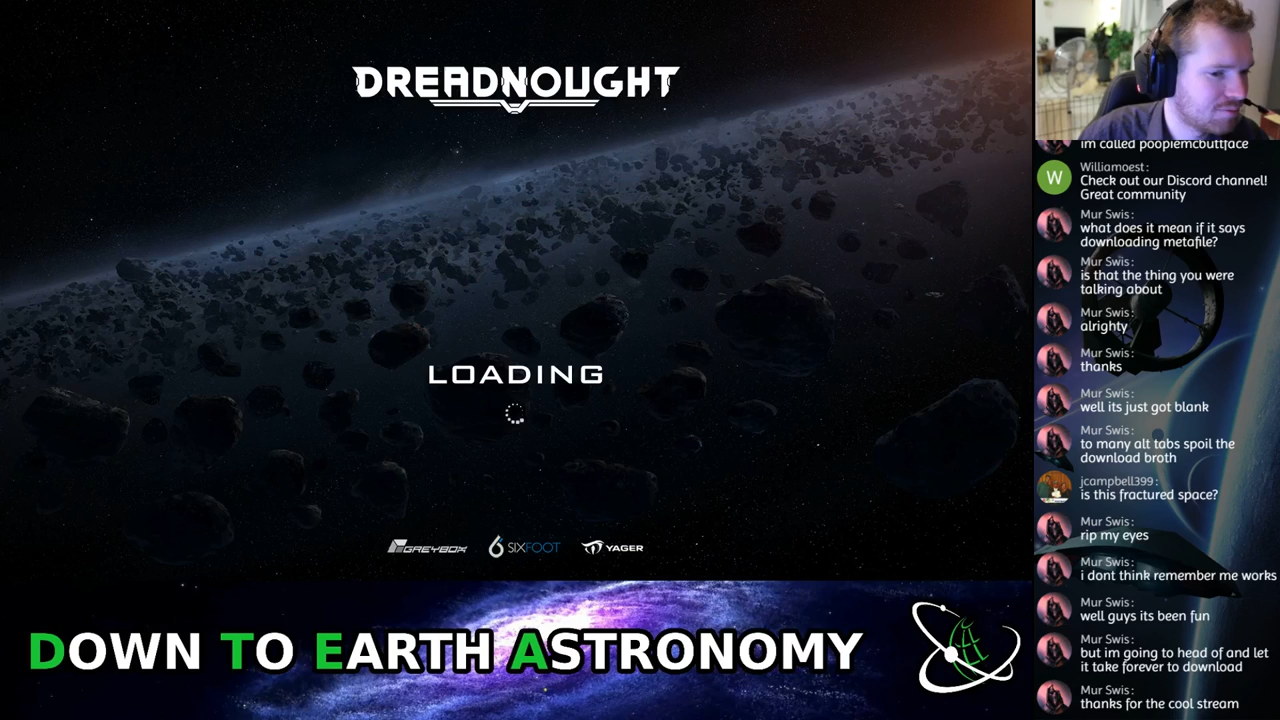 DREADNOUGHT
LOADING
GREYBOX
SIXFOOT
YAGER
DOWN TO EARTH ASTRONOMY
im called poopiemcbuttface
W
Williamoest:
Check out our Discord channel!
Great community
Mur Swis:
what does it mean if it says
downloading metafile?
Mur Swis:
is that the thing you were
talking about
Mur Swis:
alrighty
Mur Swis:
thanks
Mur Swis:
well its just got blank
Mur Swis:
to many alt tabs spoil the
download broth
jcampbell399:
is this fractured space?
Mur Swis:
rip my eyes
Mur Swis:
i dont think remember me works
Mur Swis:
well guys its been fun
Mur Swis:
but im going to head of and let
it take forever to download
Mur Swis:
thanks for the cool stream